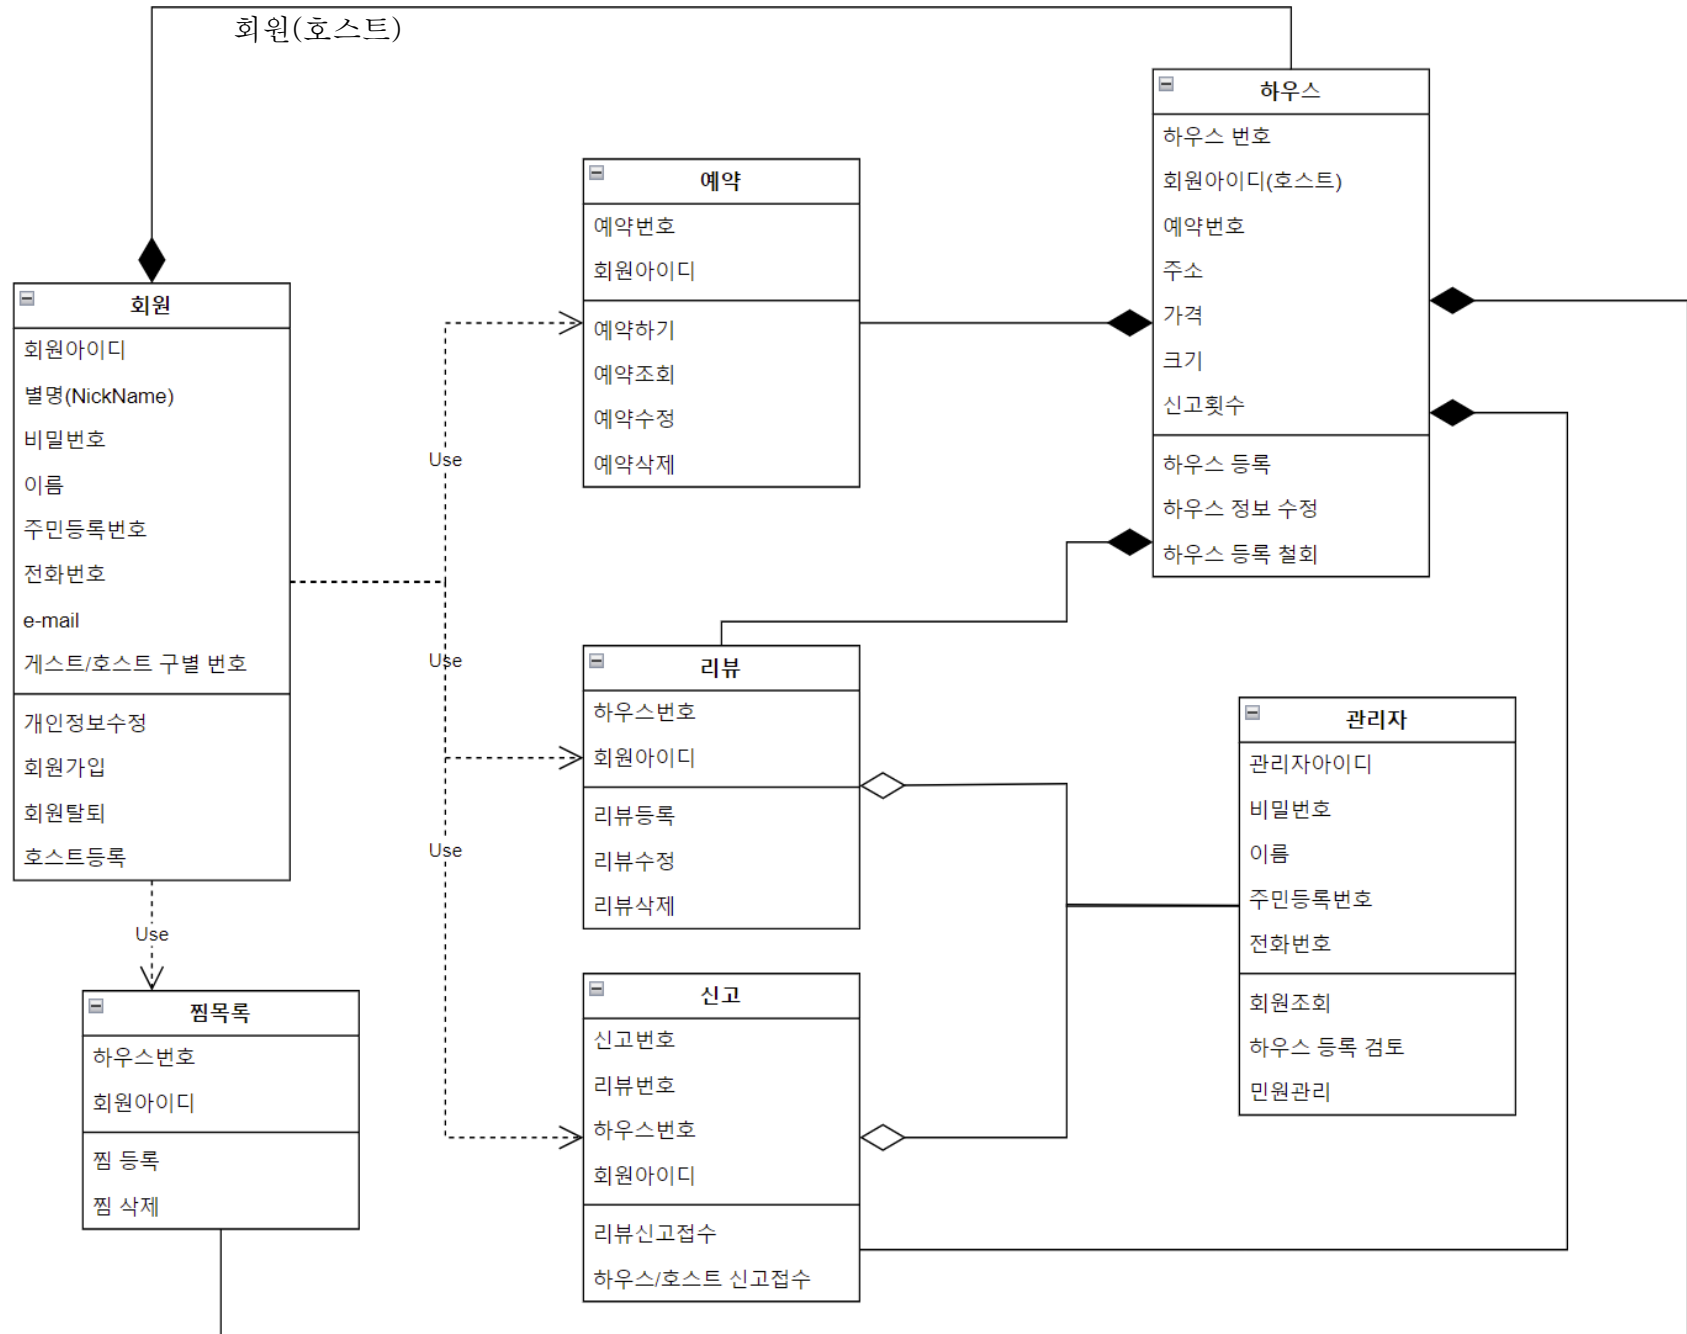 회원(호스트)
하우스
하우스 번호
회원아이디(호스트)
예약번호
주소
가격
크기
신고횟수
하우스 등록
하우스 정보 수정
하우스 등록 철회
예약
예약번호
회원아이디
예약하기
예약조회
예약수정
예약삭제
회원
회원아이디
별명(NickName)
비밀번호
이름
주민등록번호
전화번호
e-mail
게스트/호스트 구별 번호
개인정보수정
회원가입
회원탈퇴
호스트등록
Use
Use
Use
Use
리뷰
하우스번호
회원아이디
리뷰등록
리뷰수정
리뷰삭제
관리자
관리자아이디
비밀번호
이름
주민등록번호
전화번호
회원조회
하우스 등록 검토
민원관리
찜목록
하우스번호
회원아이디
찜 등록
찜 삭제
신고
신고번호
리뷰번호
하우스번호
회원아이디
리뷰신고접수
하우스/호스트 신고접수